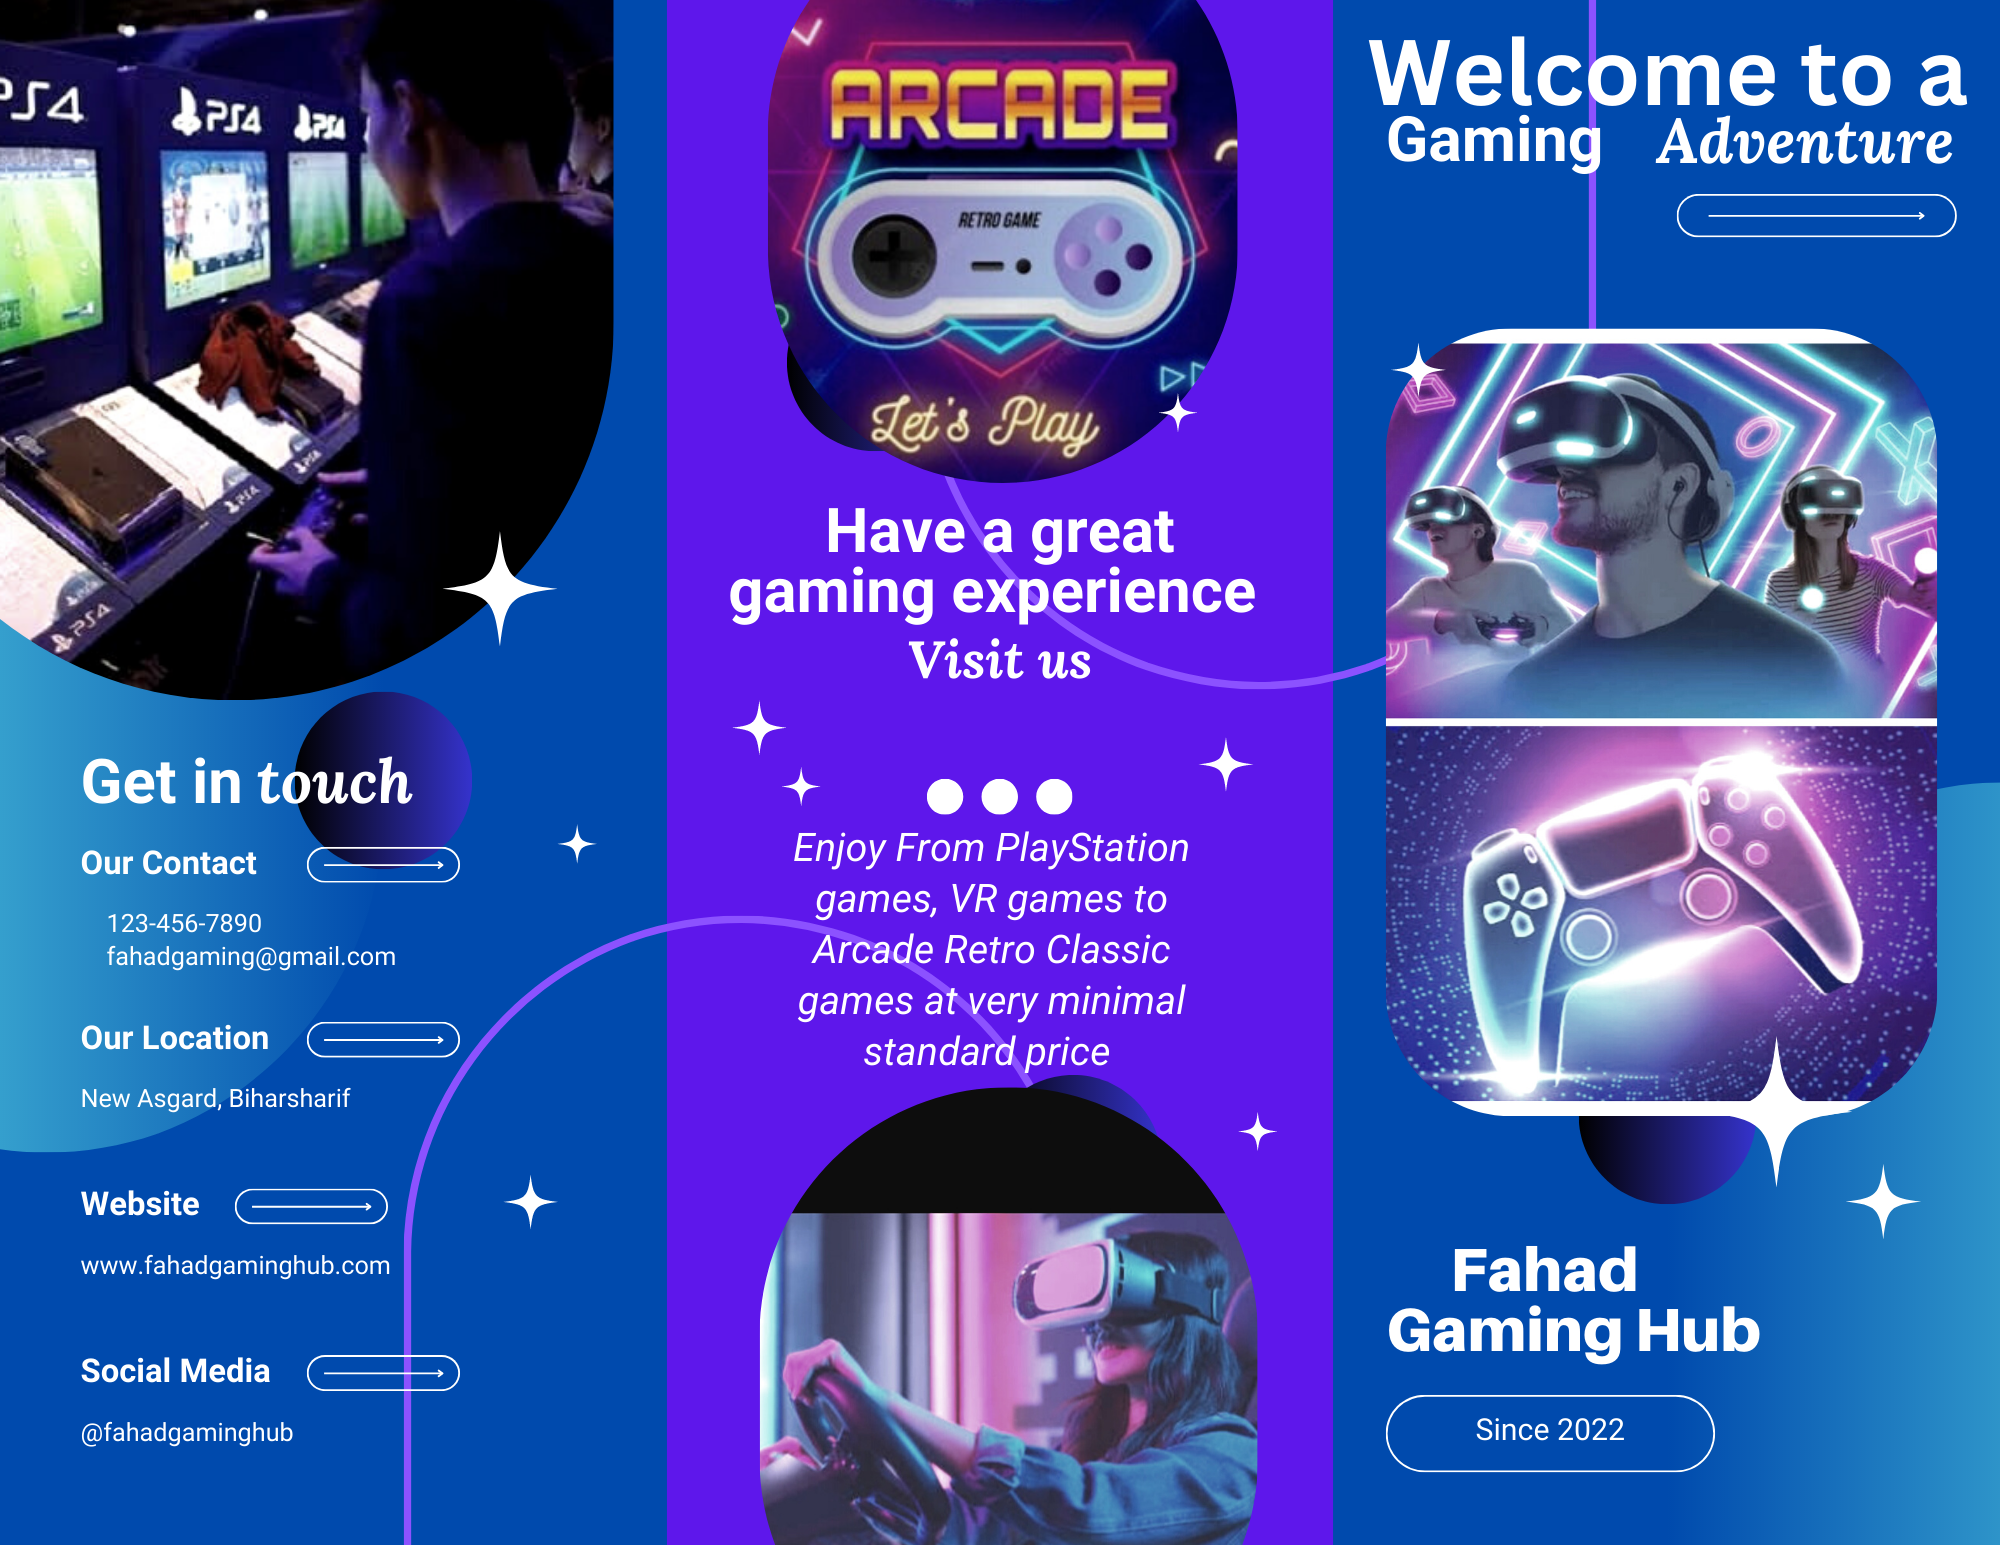 PS4
PS4
PS4
PS4
PS4
PS4
Get in touch
Our Contact
123-456-7890
fahadgaming@gmail.com
Our Location
New Asgard, Biharsharif
Website
www.fahadgaminghub.com
Social Media
@fahadgaminghub
ARCADE
RETRO GAME
Let's Play
Have a great
gaming experience
Visit us
Enjoy From PlayStation
games, VR games to
Arcade Retro Classic
games at very minimal
standard price
Welcome to a
Gaming Adventure
Fahad
Gaming Hub
Since 2022